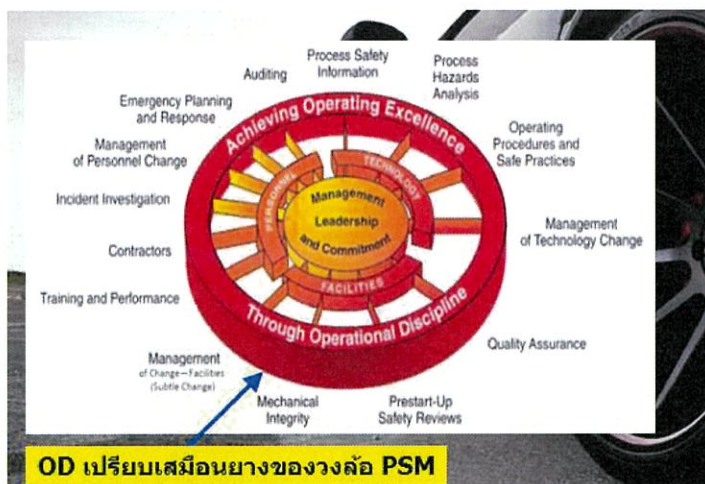 Process Safety
Information
Process
Hazards
Analysis
Auditing
Emergency Planning
and Response
Achieving Operating Excellence
Operating
Procedures and
Safe Practices
Management
of Personnel Change
PERSONNEL
TECHNOLOGY
Incident Investigation
Management
Leadership
and Commitment
Management
of Technology Change
Contractors
FACILITIES
Training and Performance
Through Operational Discipline
Quality Assurance
Management
of Change—Facilities
(Subtle Change)
Mechanical
Integrity
Prestart-Up
Safety Reviews
OD เปรียบเสมือนยางของวงล้อ PSM